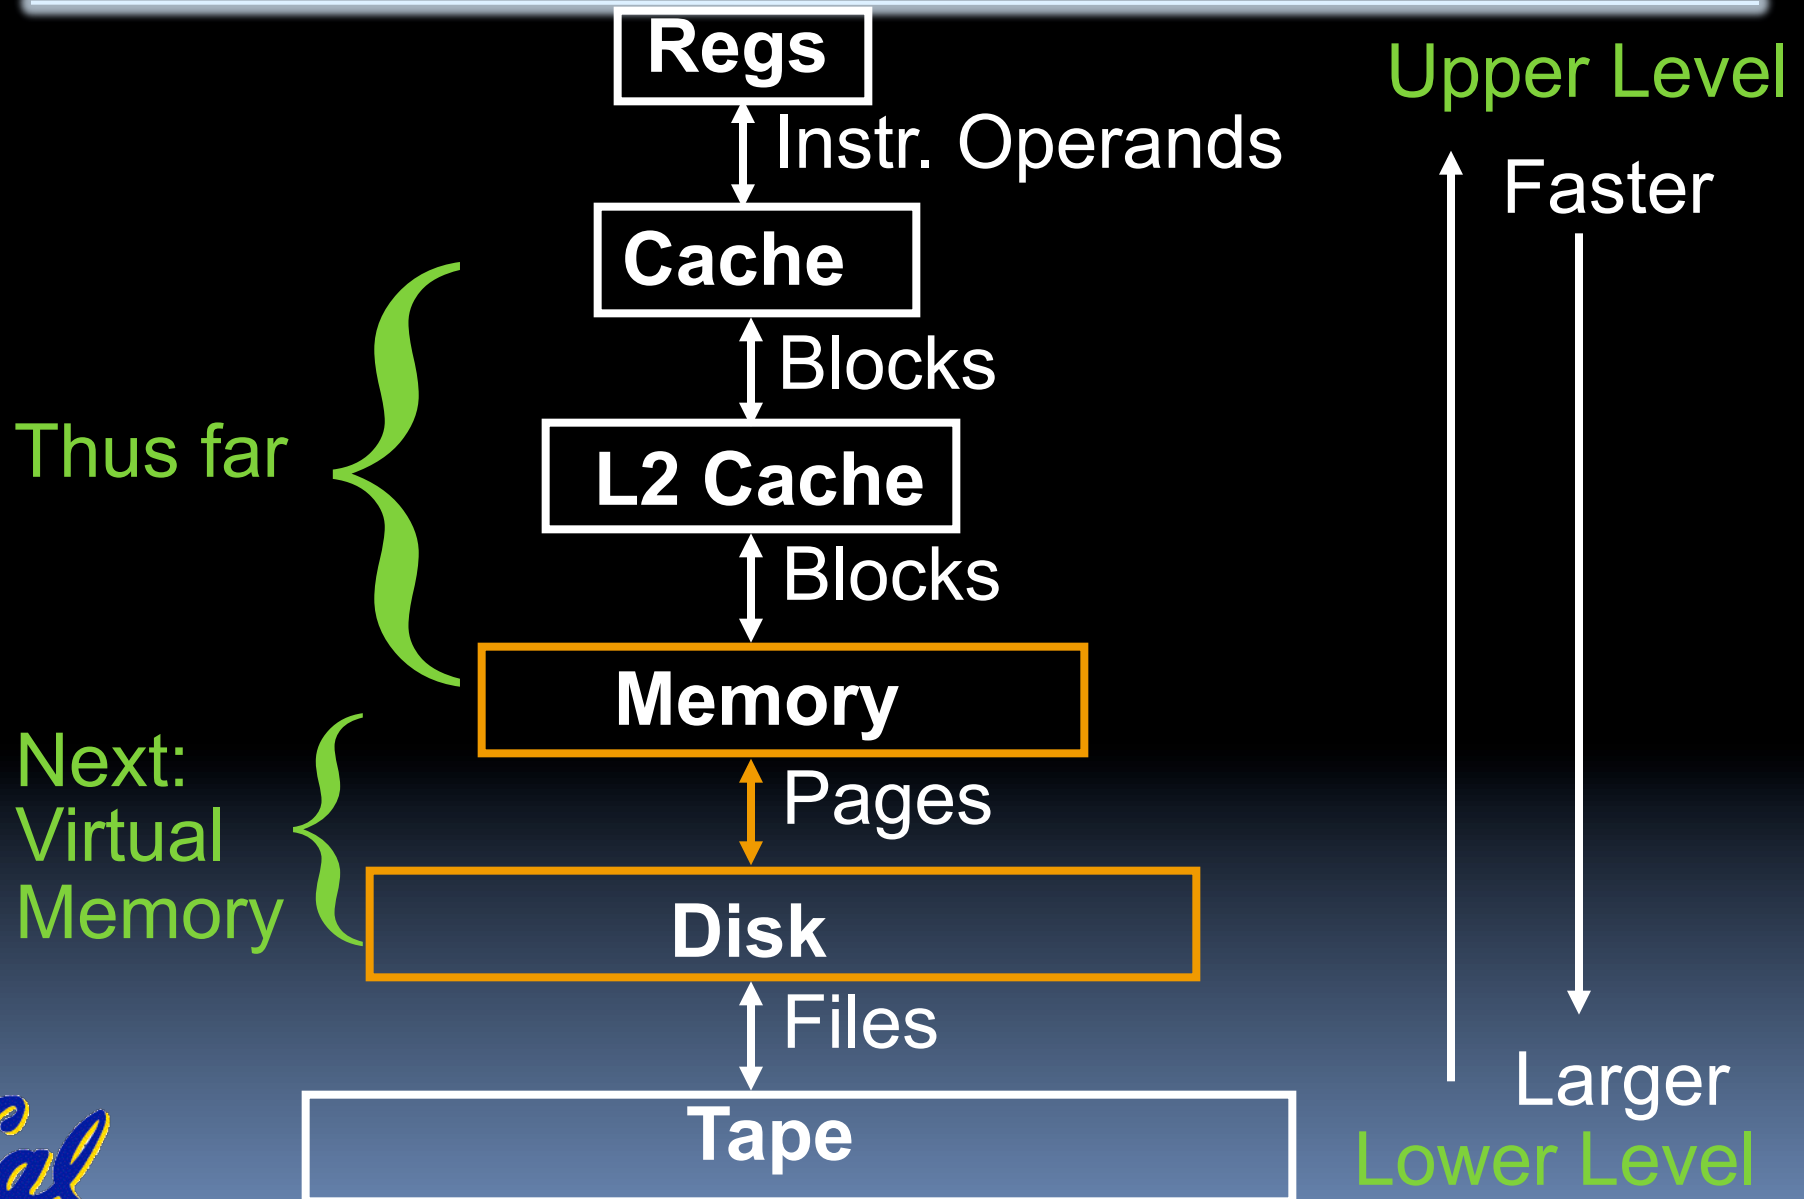 Regs
Upper Level
Instr. Operands
Faster
Cache
Blocks
Thus far
L2 Cache
Blocks
Memory
Next:
Virtual
Memory
Pages
Disk
Files
Larger
Tape
Lower Level
Cal